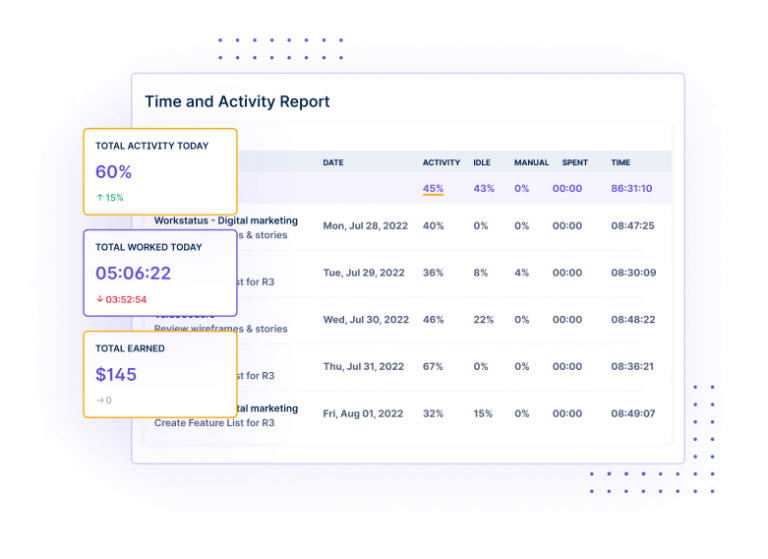 Time and Activity Report
TOTAL ACTIVITY TODAY
60%
↑ 15%
DATE ACTIVITY IDLE MANUAL SPENT TIME
45% 43% 0% 00:00 86:31:10
Workstatus - Digital marketing
s & stories
Mon, Jul 28, 2022 40% 0% 0% 00:00 08:47:25
TOTAL WORKED TODAY
05:06:22
↓ 03:52:54
st for R3
Tue, Jul 29, 2022 36% 8% 4% 00:00 08:30:09
Review wireframes & stories
Wed, Jul 30, 2022 46% 22% 0% 00:00 08:48:22
TOTAL EARNED
$145
→ 0
st for R3
Thu, Jul 31, 2022 67% 0% 0% 00:00 08:36:21
tal marketing
Create Feature List for R3
Fri, Aug 01, 2022 32% 15% 0% 00:00 08:49:07